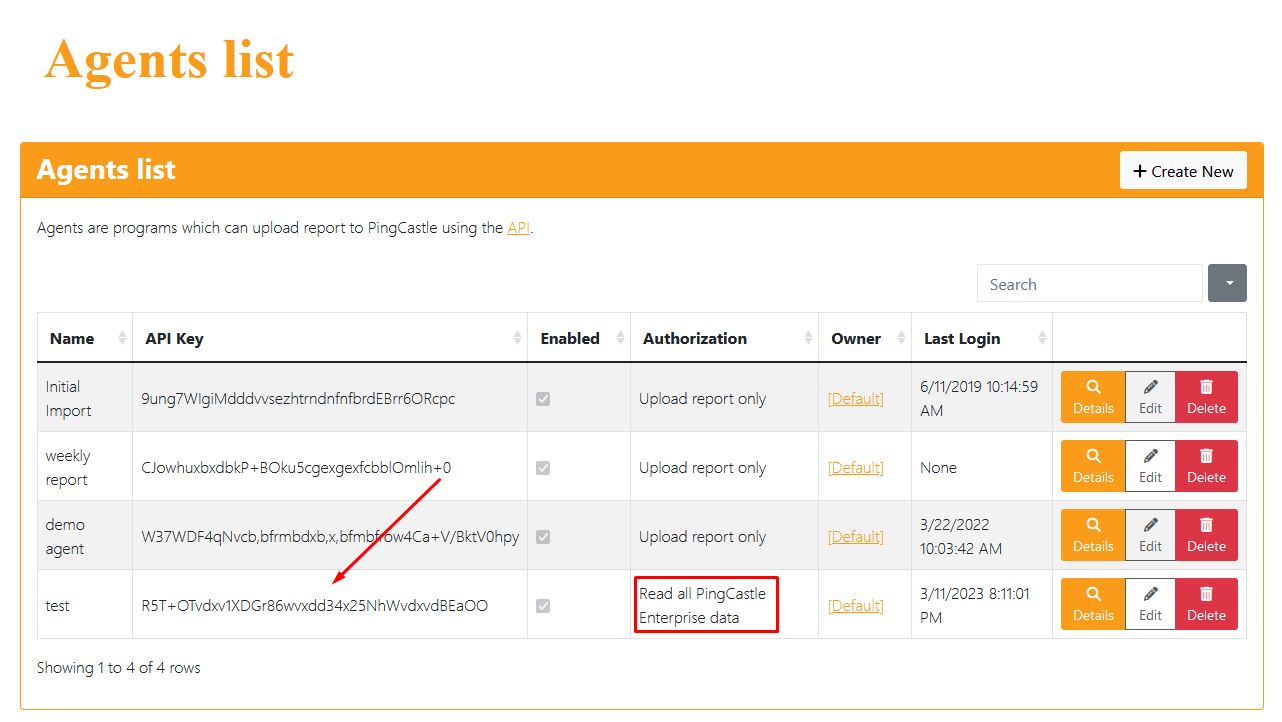 Agents list
Agents list
Create New
Agents are programs which can upload report to PingCastle using the API.
Search
Name API Key Enabled Authorization Owner Last Login
Initial Import 9ung7WIgiMdddvvsezhtrndnfnfbrdEBrr6ORcpc Upload report only [Default] 6/11/2019 10:14:59 AM Details Edit Delete
weekly report CJowhuxbxdbkP+BOku5cgexgexfcbblOmlih+0 Upload report only [Default] None Details Edit Delete
demo agent W37WDF4qNvcb,bfrmbdxb,x,bfmbfrow4Ca+V/BktV0hpy Upload report only [Default] 3/22/2022 10:03:42 AM Details Edit Delete
test R5T+OTvdxv1XDGr86wvxdd34x25NhWvdxvdBEaOO Read all PingCastle Enterprise data [Default] 3/11/2023 8:11:01 PM Details Edit Delete
Showing 1 to 4 of 4 rows